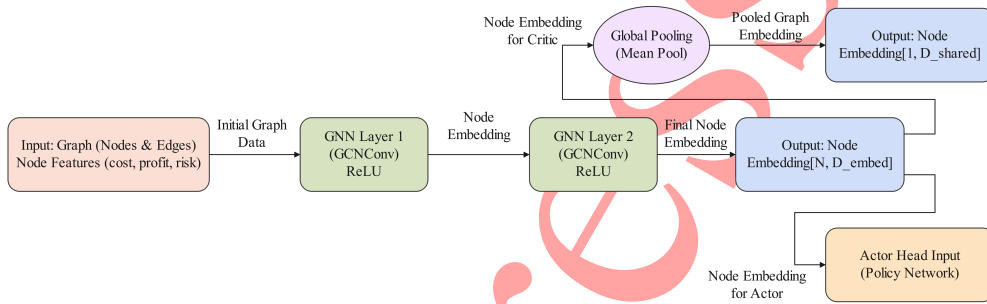 Node Embedding
for Critic
Global Pooling
(Mean Pool)
Pooled Graph
Embedding
Output: Node
Embedding[1, D_shared]
Input: Graph (Nodes & Edges)
Node Features (cost, profit, risk)
Initial Graph
Data
GNN Layer 1
(GCNConv)
ReLU
Node
Embedding
GNN Layer 2
(GCNConv)
ReLU
Final Node
Embedding
Output: Node
Embedding[N, D_embed]
Node Embedding
for Actor
Actor Head Input
(Policy Network)